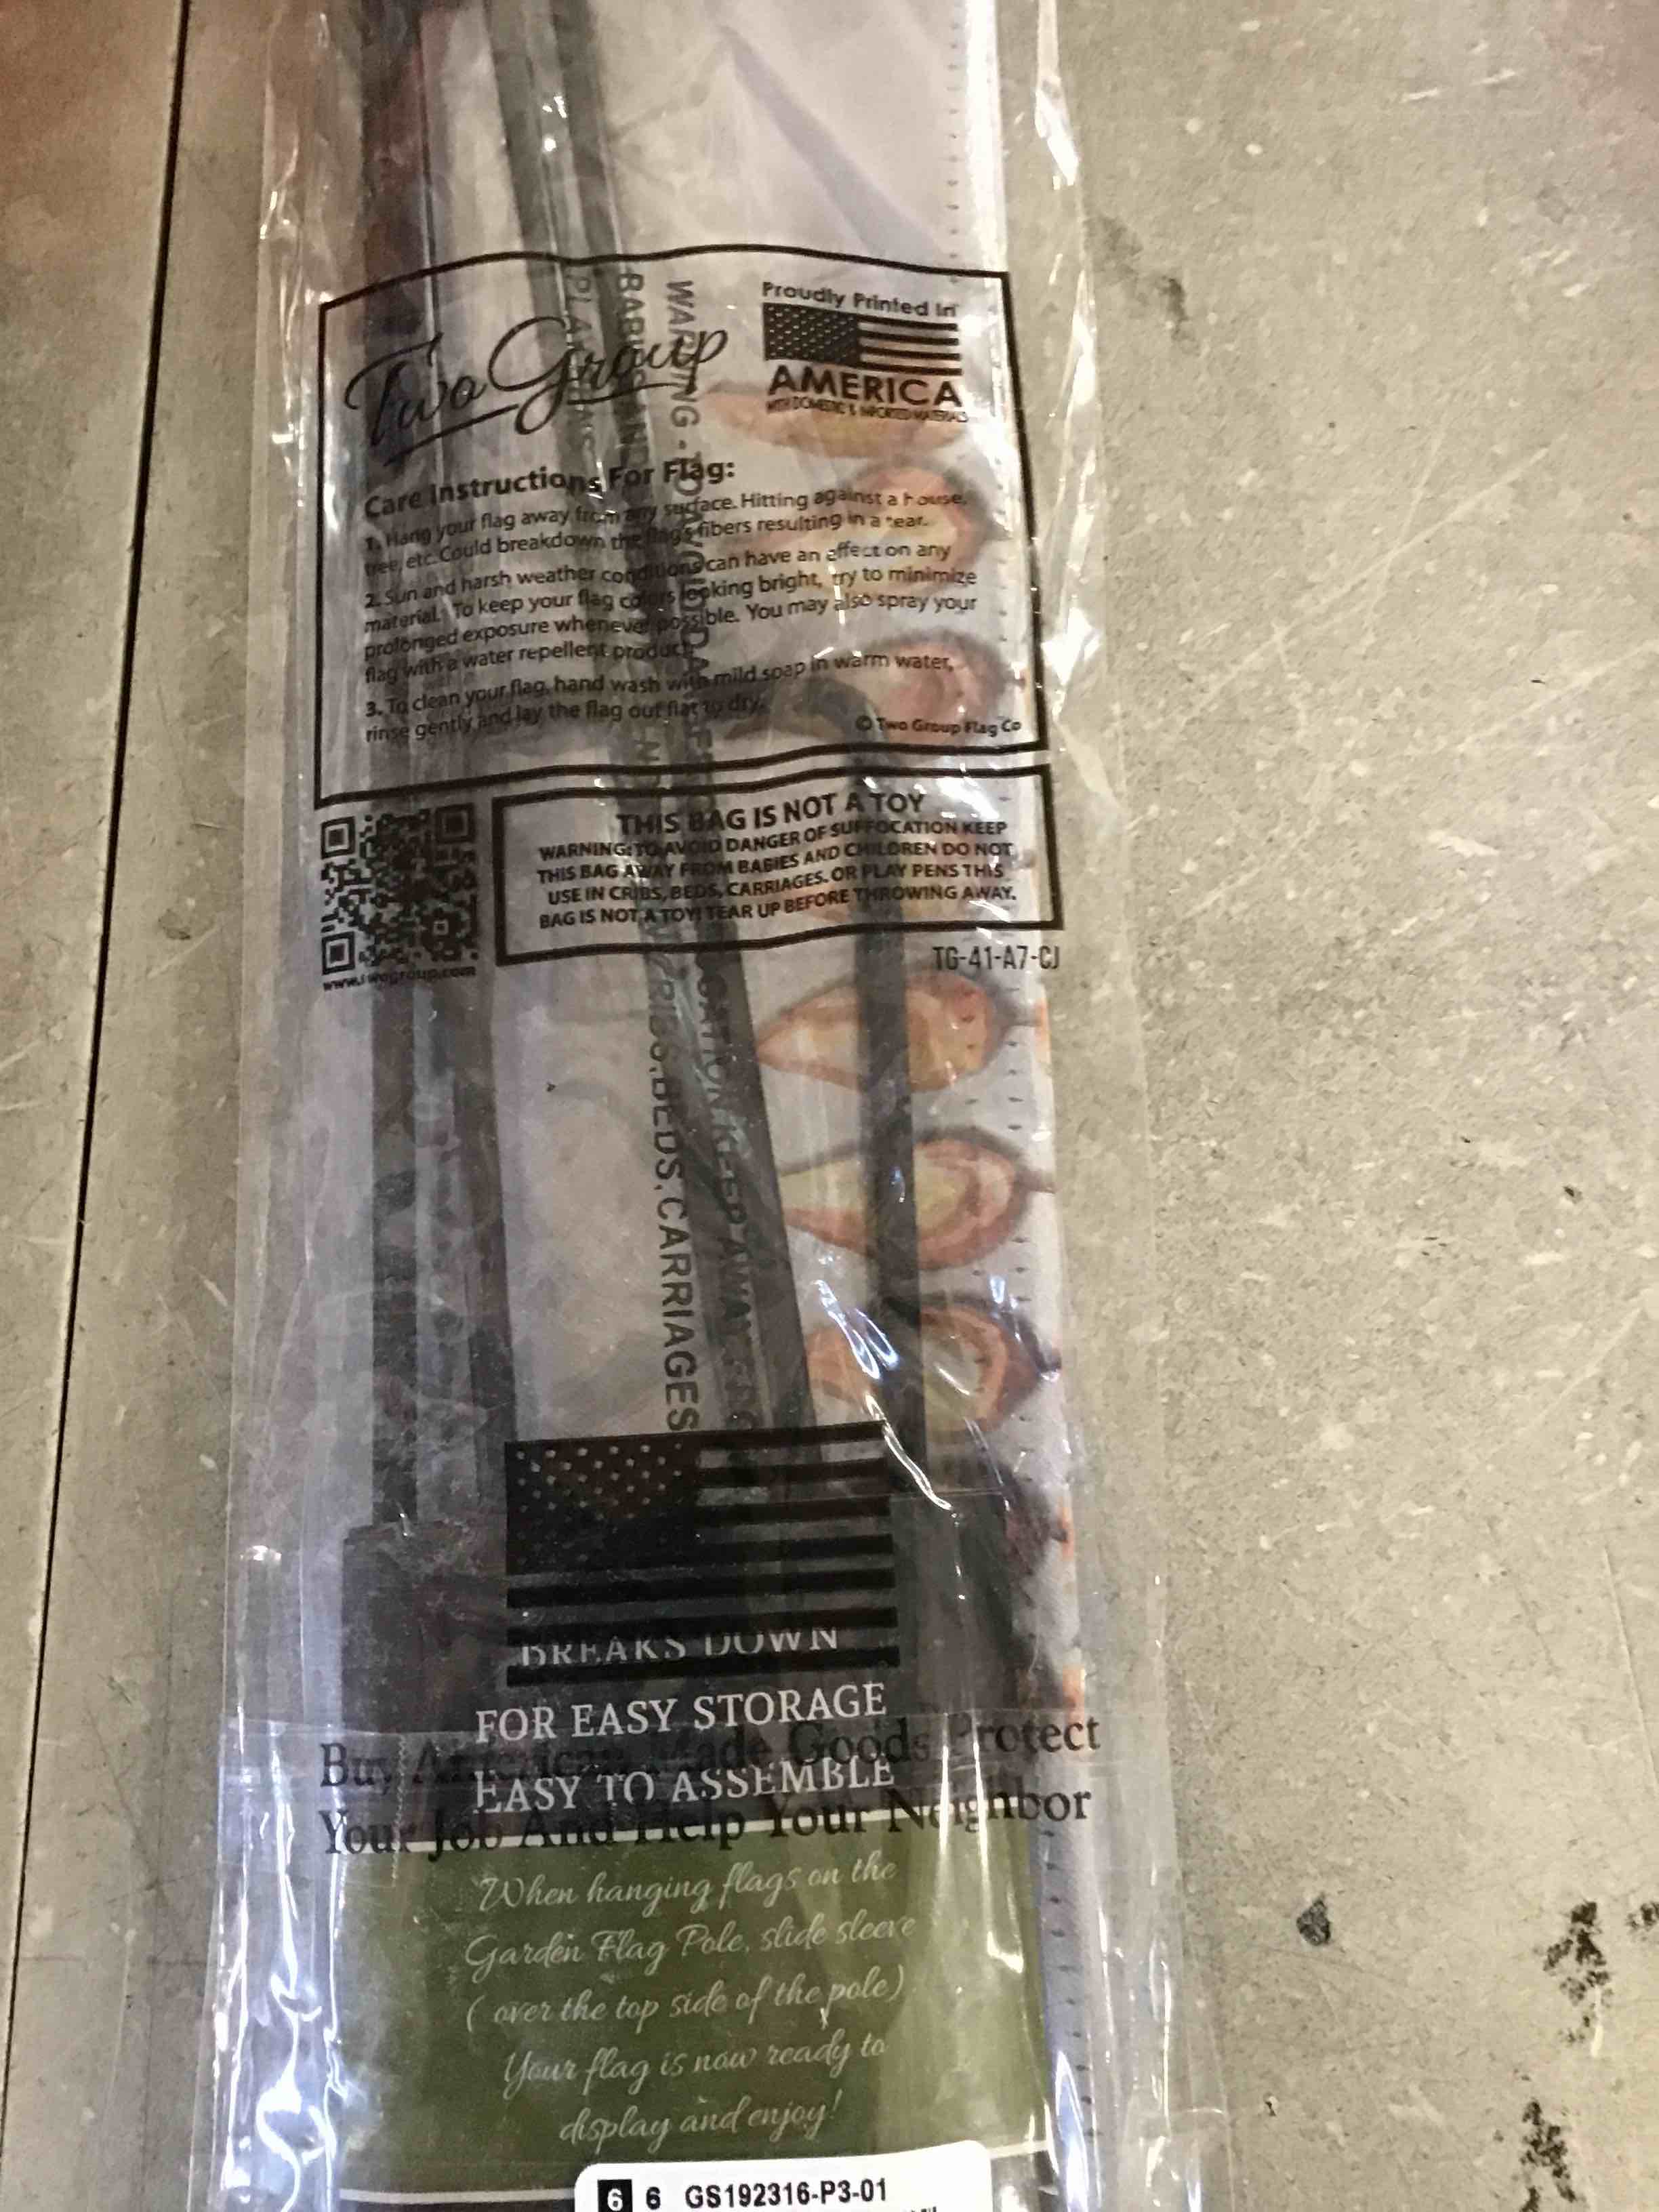 Two Group
Proudly Printed In
AMERICA
WITH DOMESTIC & IMPORTED MATERIALS
Care Instructions For Flag:
1. Hang your flag away from any surface. Hitting against a house,
tree, etc. Could breakdown the flag's fibers resulting in a tear.
2. Sun and harsh weather conditions can have an effect on any
material. To keep your flag colors looking bright, try to minimize
prolonged exposure whenever possible. You may also spray your
flag with a water repellent product.
3. To clean your flag, hand wash with mild soap in warm water,
rinse gently and lay the flag out flat to dry.
© Two Group Flag Co
THIS BAG IS NOT A TOY
WARNING: TO AVOID DANGER OF SUFFOCATION KEEP
THIS BAG AWAY FROM BABIES AND CHILDREN DO NOT
USE IN CRIBS, BEDS, CARRIAGES. OR PLAY PENS THIS
BAG IS NOT A TOY! TEAR UP BEFORE THROWING AWAY.
www.twogroup.com
TG-41-A7-CJ
WARNING - TO AVOID DANGER
BABIES AND CRIBS, BEDS, CARRIAGES
BREAKS DOWN
FOR EASY STORAGE
EASY TO ASSEMBLE
Buy American Made Goods Protect
Your Job And Help Your Neighbor
When hanging flags on the
Garden Flag Pole, slide sleeve
( over the top side of the pole)
Your flag is now ready to
display and enjoy!
6 6 GS192316-P3-01